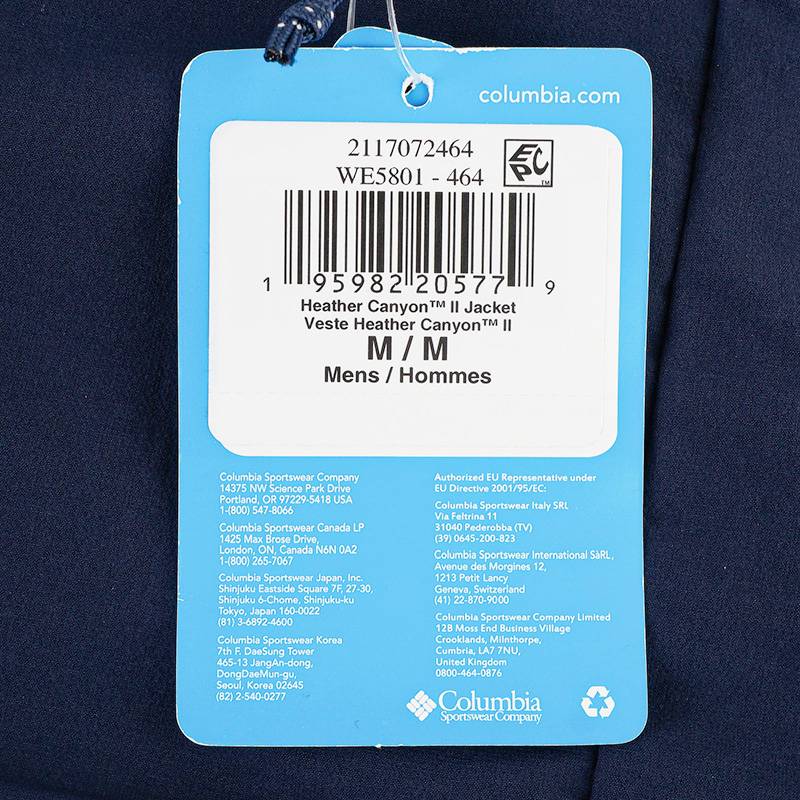 columbia.com
2117072464
WE5801 - 464
EPC™
1 95982 20577 9
Heather Canyon™ II Jacket
Veste Heather Canyon™ II
M / M
Mens / Hommes
Columbia Sportswear Company
14375 NW Science Park Drive
Portland, OR 97229-5418 USA
1-(800) 547-8066
Columbia Sportswear Canada LP
1425 Max Brose Drive,
London, ON, Canada N6N 0A2
1-(800) 265-7067
Columbia Sportswear Japan, Inc.
Shinjuku Eastside Square 7F, 27-30,
Shinjuku 6-Chome, Shinjuku-ku
Tokyo, Japan 160-0022
(81) 3-6892-4600
Columbia Sportswear Korea
7th F. DaeSung Tower
465-13 JangAn-dong,
DongDaeMun-gu,
Seoul, Korea 02645
(82) 2-540-0277
Authorized EU Representative under
EU Directive 2001/95/EC:
Columbia Sportswear Italy SRL
Via Feltrina 11
31040 Pederobba (TV)
(39) 0645-200-823
Columbia Sportswear International SàRL,
Avenue des Morgines 12,
1213 Petit Lancy
Geneva, Switzerland
(41) 22-870-9000
Columbia Sportswear Company Limited
12B Moss End Business Village
Crooklands, Milnthorpe,
Cumbria, LA7 7NU,
United Kingdom
0800-464-0876
Columbia
Sportswear Company